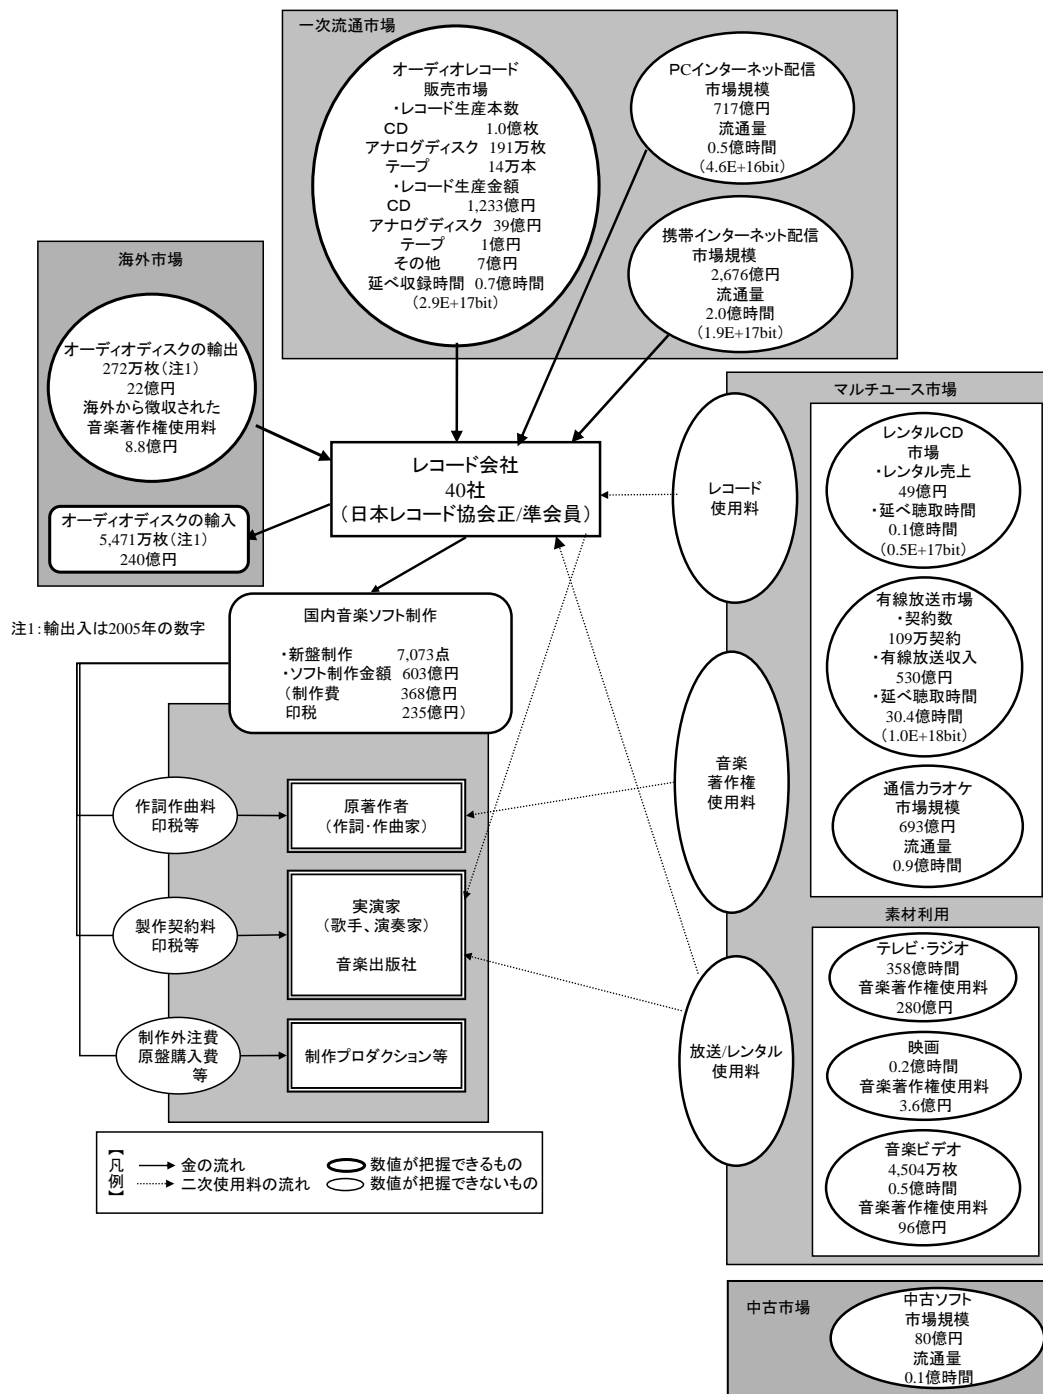 一次流通市場
オーディオレコード
販売市場
・レコード生産本数
CD 1.0億枚
アナログディスク 191万枚
テープ 14万本
・レコード生産金額
CD 1,233億円
アナログディスク 39億円
テープ 1億円
その他 7億円
延べ収録時間 0.7億時間
(2.9E+17bit)
PCインターネット配信
市場規模
717億円
流通量
0.5億時間
(4.6E+16bit)
携帯インターネット配信
市場規模
2,676億円
流通量
2.0億時間
(1.9E+17bit)
海外市場
オーディオディスクの輸出
272万枚(注1)
22億円
海外から徴収された
音楽著作権使用料
8.8億円
オーディオディスクの輸入
5,471万枚(注1)
240億円
レコード会社
40社
(日本レコード協会正/準会員)
注1:輸出入は2005年の数字
国内音楽ソフト制作
・新盤制作 7,073点
・ソフト制作金額 603億円
(制作費 368億円
印税 235億円)
作詞作曲料
印税等
原著作者
(作詞・作曲家)
製作契約料
印税等
実演家
(歌手、演奏家)
音楽出版社
制作外注費
原盤購入費
等
制作プロダクション等
レコード
使用料
音楽
著作権
使用料
放送/レンタル
使用料
マルチユース市場
レンタルCD
市場
・レンタル売上
49億円
・延べ聴取時間
0.1億時間
(0.5E+17bit)
有線放送市場
・契約数
109万契約
・有線放送収入
530億円
・延べ聴取時間
30.4億時間
(1.0E+18bit)
通信カラオケ
市場規模
693億円
流通量
0.9億時間
素材利用
テレビ・ラジオ
358億時間
音楽著作権使用料
280億円
映画
0.2億時間
音楽著作権使用料
3.6億円
音楽ビデオ
4,504万枚
0.5億時間
音楽著作権使用料
96億円
【凡例】
金の流れ 数値が把握できるもの
二次使用料の流れ 数値が把握できないもの
中古市場
中古ソフト
市場規模
80億円
流通量
0.1億時間